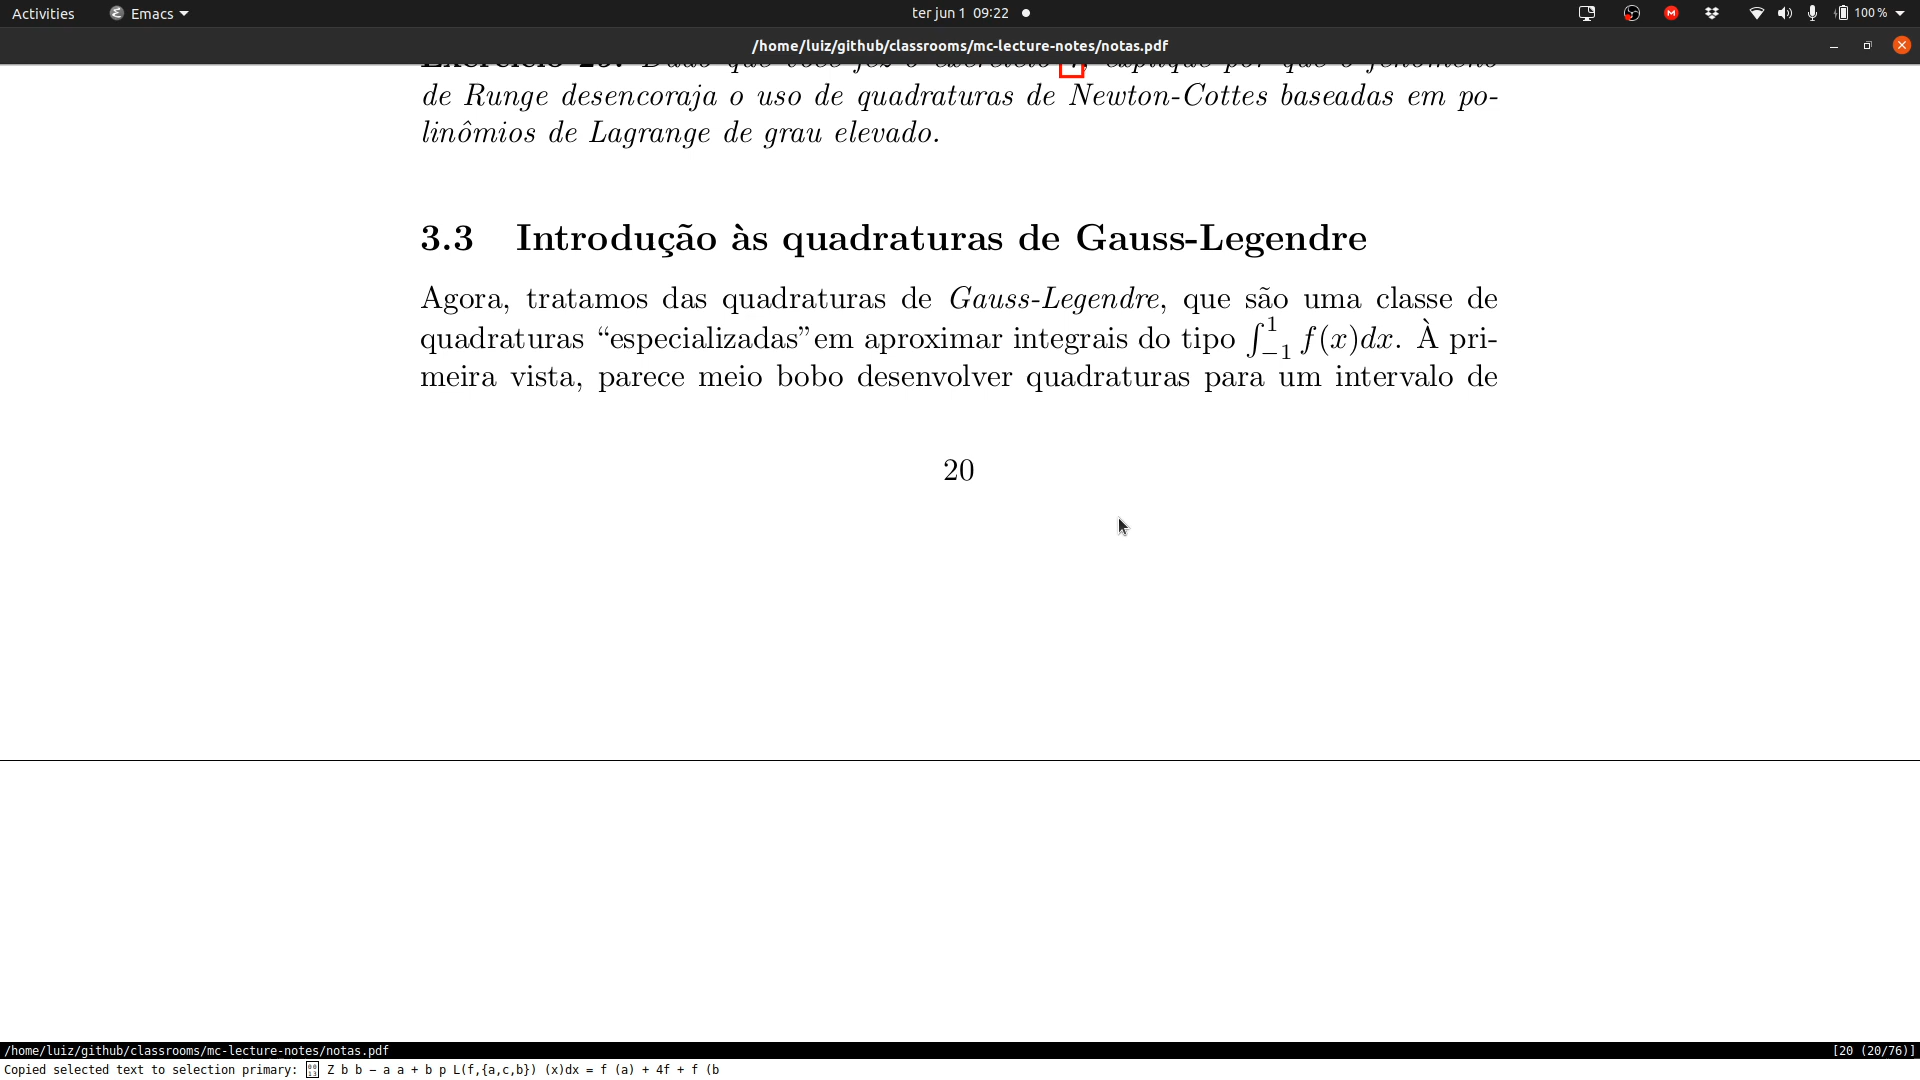 Activities Emacs ter jun 1 09:22 100 %
/home/luiz/github/classrooms/mc-lecture-notes/notas.pdf
de Runge desencoraja o uso de quadraturas de Newton-Cottes baseadas em po-
linômios de Lagrange de grau elevado.
3.3 Introdução às quadraturas de Gauss-Legendre
Agora, tratamos das quadraturas de Gauss-Legendre, que são uma classe de
quadraturas “especializadas”em aproximar integrais do tipo ∫_{-1}^{1} f(x)dx. À pri-
meira vista, parece meio bobo desenvolver quadraturas para um intervalo de
20
/home/luiz/github/classrooms/mc-lecture-notes/notas.pdf [20 (20/76)]
Copied selected text to selection primary: Z b b − a a + b p L(f,{a,c,b}) (x)dx = f (a) + 4f + f (b